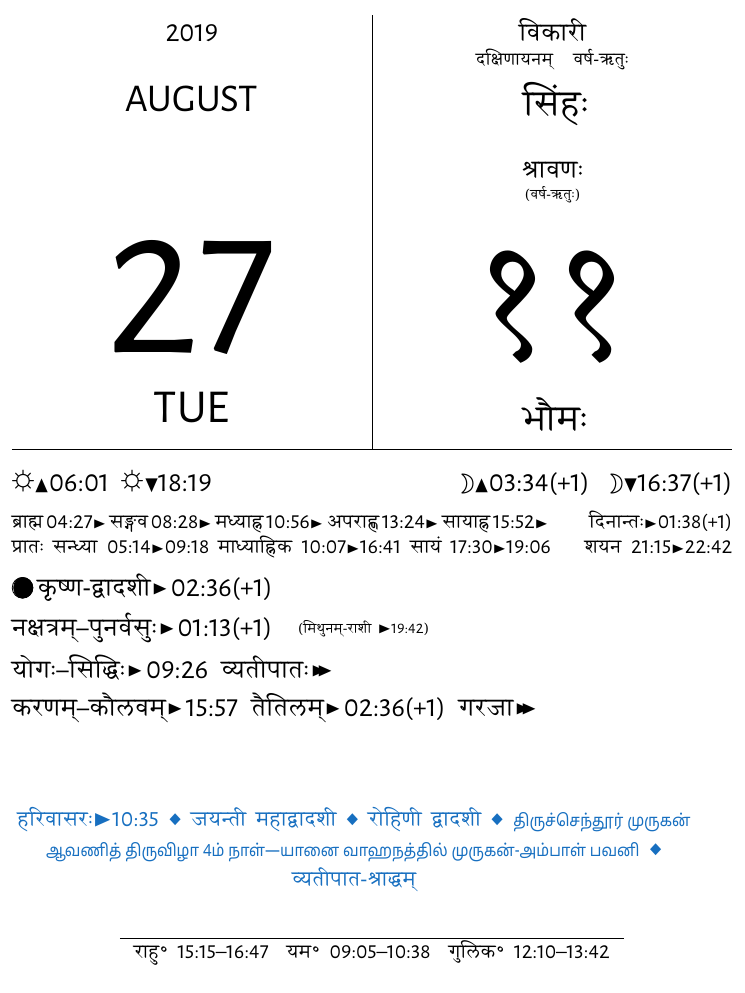 2019
AUGUST
27
TUE
विकारी
दक्षिणायनम् वर्ष-ऋतुः
सिंहः
श्रावणः
(वर्ष-ऋतुः)
११
भौमः
☼▲06:01 ☼▼18:19 ☽▲03:34(+1) ☽▼16:37(+1)
ब्राह्म 04:27► सङ्गव 08:28► मध्याह्न 10:56► अपराह्ण 13:24► सायाह्न 15:52► दिनान्तः►01:38(+1)
प्रातः सन्ध्या 05:14►09:18 माध्याह्निक 10:07►16:41 सायं 17:30►19:06 शयन 21:15►22:42
कृष्ण-द्वादशी► 02:36(+1)
नक्षत्रम्–पुनर्वसुः► 01:13(+1) (मिथुनम्-राशी ►19:42)
योगः–सिद्धिः► 09:26 व्यतीपातः►►
करणम्–कौलवम्► 15:57 तैतिलम्► 02:36(+1) गरजा►►
हरिवासरः►10:35 ◆ जयन्ती महाद्वादशी ◆ रोहिणी द्वादशी ◆ திருச்செந்தூர் முருகன்
ஆவணித் திருவிழா 4ம் நாள்—யானை வாஹநத்தில் முருகன்-அம்பாள் பவனி ◆
व्यतीपात-श्राद्धम्
राहु॰ 15:15–16:47 यम॰ 09:05–10:38 गुलिक॰ 12:10–13:42